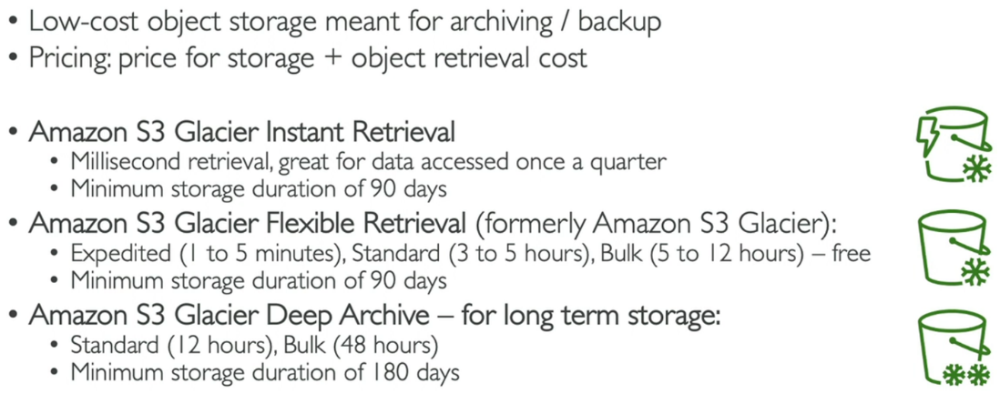 • Low-cost object storage meant for archiving / backup
• Pricing: price for storage + object retrieval cost
• Amazon S3 Glacier Instant Retrieval
• Millisecond retrieval, great for data accessed once a quarter
• Minimum storage duration of 90 days
• Amazon S3 Glacier Flexible Retrieval (formerly Amazon S3 Glacier):
• Expedited (1 to 5 minutes), Standard (3 to 5 hours), Bulk (5 to 12 hours) – free
• Minimum storage duration of 90 days
• Amazon S3 Glacier Deep Archive – for long term storage:
• Standard (12 hours), Bulk (48 hours)
• Minimum storage duration of 180 days